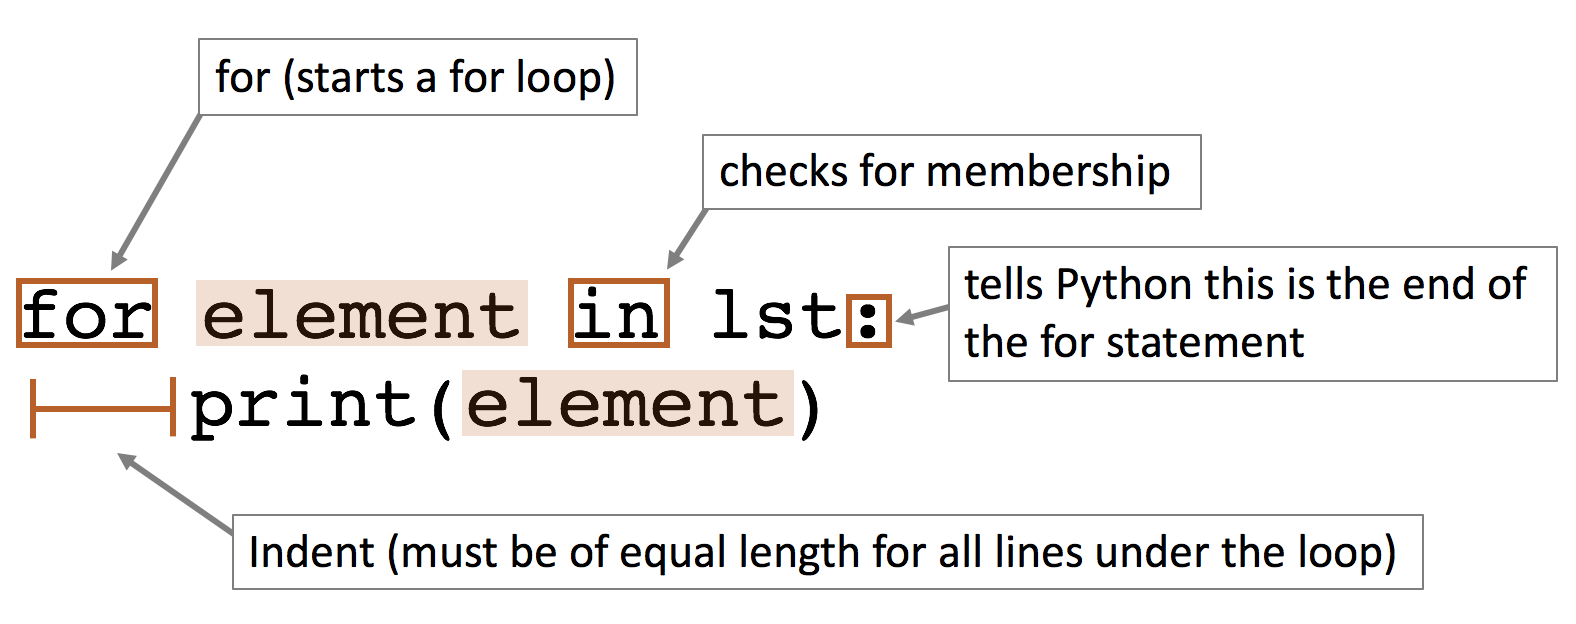 for (starts a for loop)
checks for membership
tells Python this is the end of
the for statement
for element in lst:
print(element)
Indent (must be of equal length for all lines under the loop)